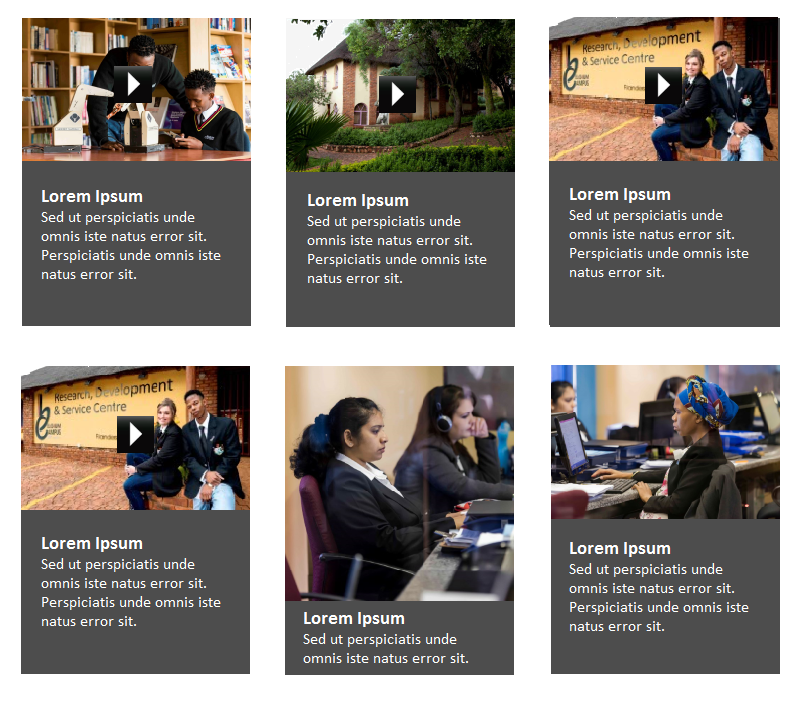 Research, Development
& Service Centre
Lorem Ipsum
Sed ut perspiciatis unde
omnis iste natus error sit.
Perspiciatis unde omnis iste
natus error sit.
Lorem Ipsum
Sed ut perspiciatis unde
omnis iste natus error sit.
Perspiciatis unde omnis iste
natus error sit.
Lorem Ipsum
Sed ut perspiciatis unde
omnis iste natus error sit.
Perspiciatis unde omnis iste
natus error sit.
Research, Development
& Service Centre
Lorem Ipsum
Sed ut perspiciatis unde
omnis iste natus error sit.
Perspiciatis unde omnis iste
natus error sit.
Lorem Ipsum
Sed ut perspiciatis unde
omnis iste natus error sit.
Lorem Ipsum
Sed ut perspiciatis unde
omnis iste natus error sit.
Perspiciatis unde omnis iste
natus error sit.